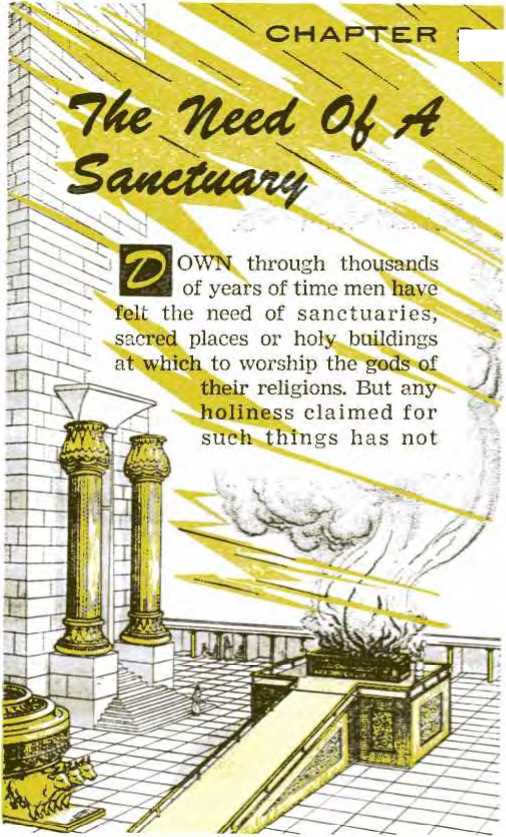 CHAPTER
The Need Of A
Sanctuary
DOWN through thousands
of years of time men have
felt the need of sanctuaries,
sacred places or holy buildings
at which to worship the gods of
their religions. But any
holiness claimed for
such things has not